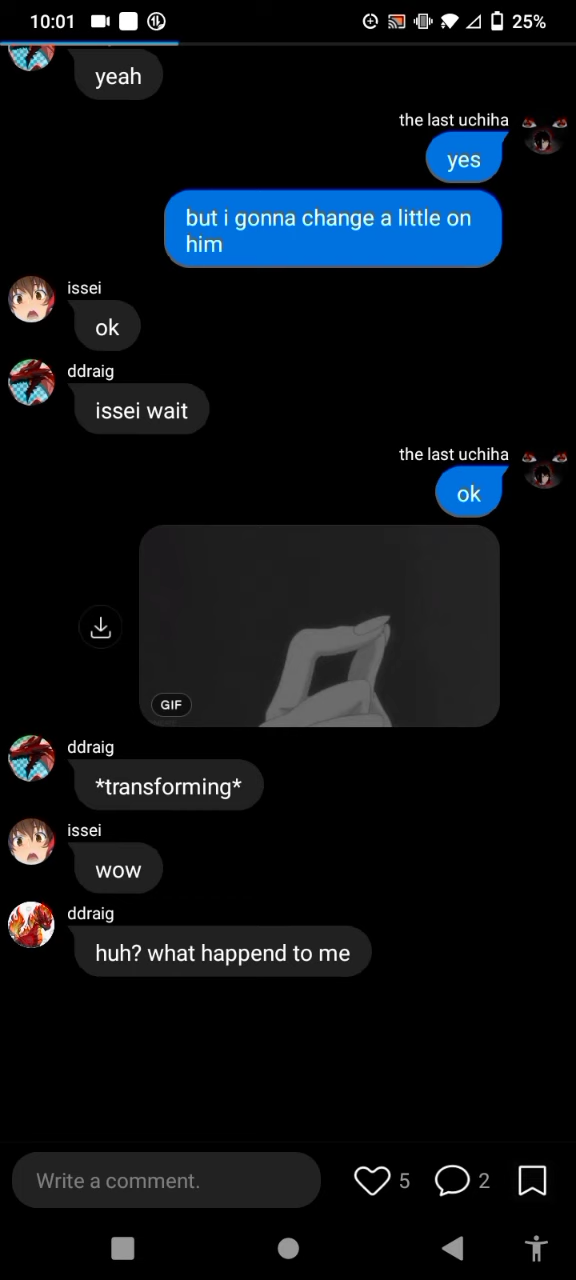 10:01
25%
yeah
the last uchiha
yes
but i gonna change a little on
him
issei
ok
ddraig
issei wait
the last uchiha
ok
GIF
ddraig
*transforming*
issei
wow
ddraig
huh? what happend to me
Write a comment.
5
2